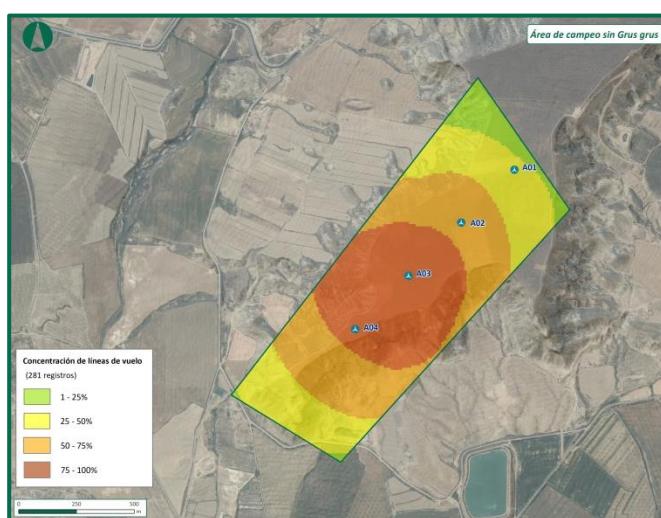 Área de campeo sin Grus grus
A01
A02
A03
A04
Concentración de líneas de vuelo
(281 registros)
1 - 25%
25 - 50%
50 - 75%
75 - 100%
0 250 500
m